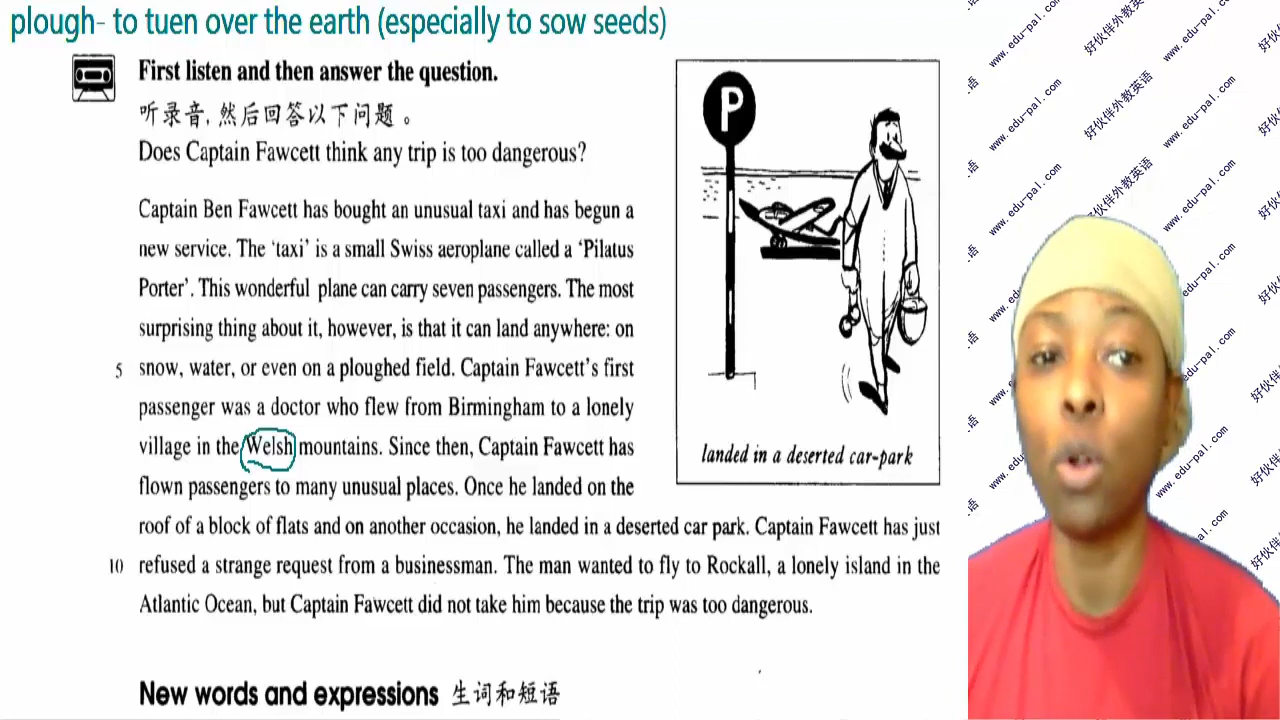 plough- to tuen over the earth (especially to sow seeds)
First listen and then answer the question.
听录音,然后回答以下问题。
Does Captain Fawcett think any trip is too dangerous?
Captain Ben Fawcett has bought an unusual taxi and has begun a
new service. The 'taxi' is a small Swiss aeroplane called a 'Pilatus
Porter'. This wonderful plane can carry seven passengers. The most
surprising thing about it, however, is that it can land anywhere: on
5 snow, water, or even on a ploughed field. Captain Fawcett's first
passenger was a doctor who flew from Birmingham to a lonely
village in the Welsh mountains. Since then, Captain Fawcett has
flown passengers to many unusual places. Once he landed on the
roof of a block of flats and on another occasion, he landed in a deserted car park. Captain Fawcett has just
10 refused a strange request from a businessman. The man wanted to fly to Rockall, a lonely island in the
Atlantic Ocean, but Captain Fawcett did not take him because the trip was too dangerous.
P
landed in a deserted car-park
New words and expressions 生词和短语
www.edu-pal.com
好伙伴外教英语